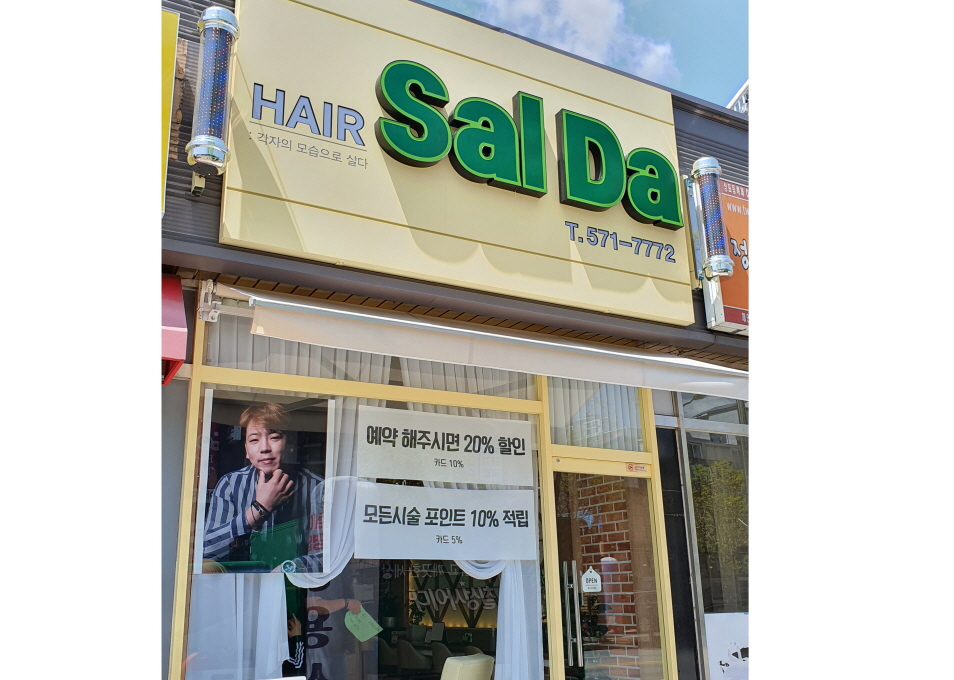 HAIR
: 각자의 모습으로 살다
Sal Da
T. 571-7772
정
예약 해주시면 20% 할인
카드 10%
모든시술 포인트 10% 적립
카드 5%
OPEN
용